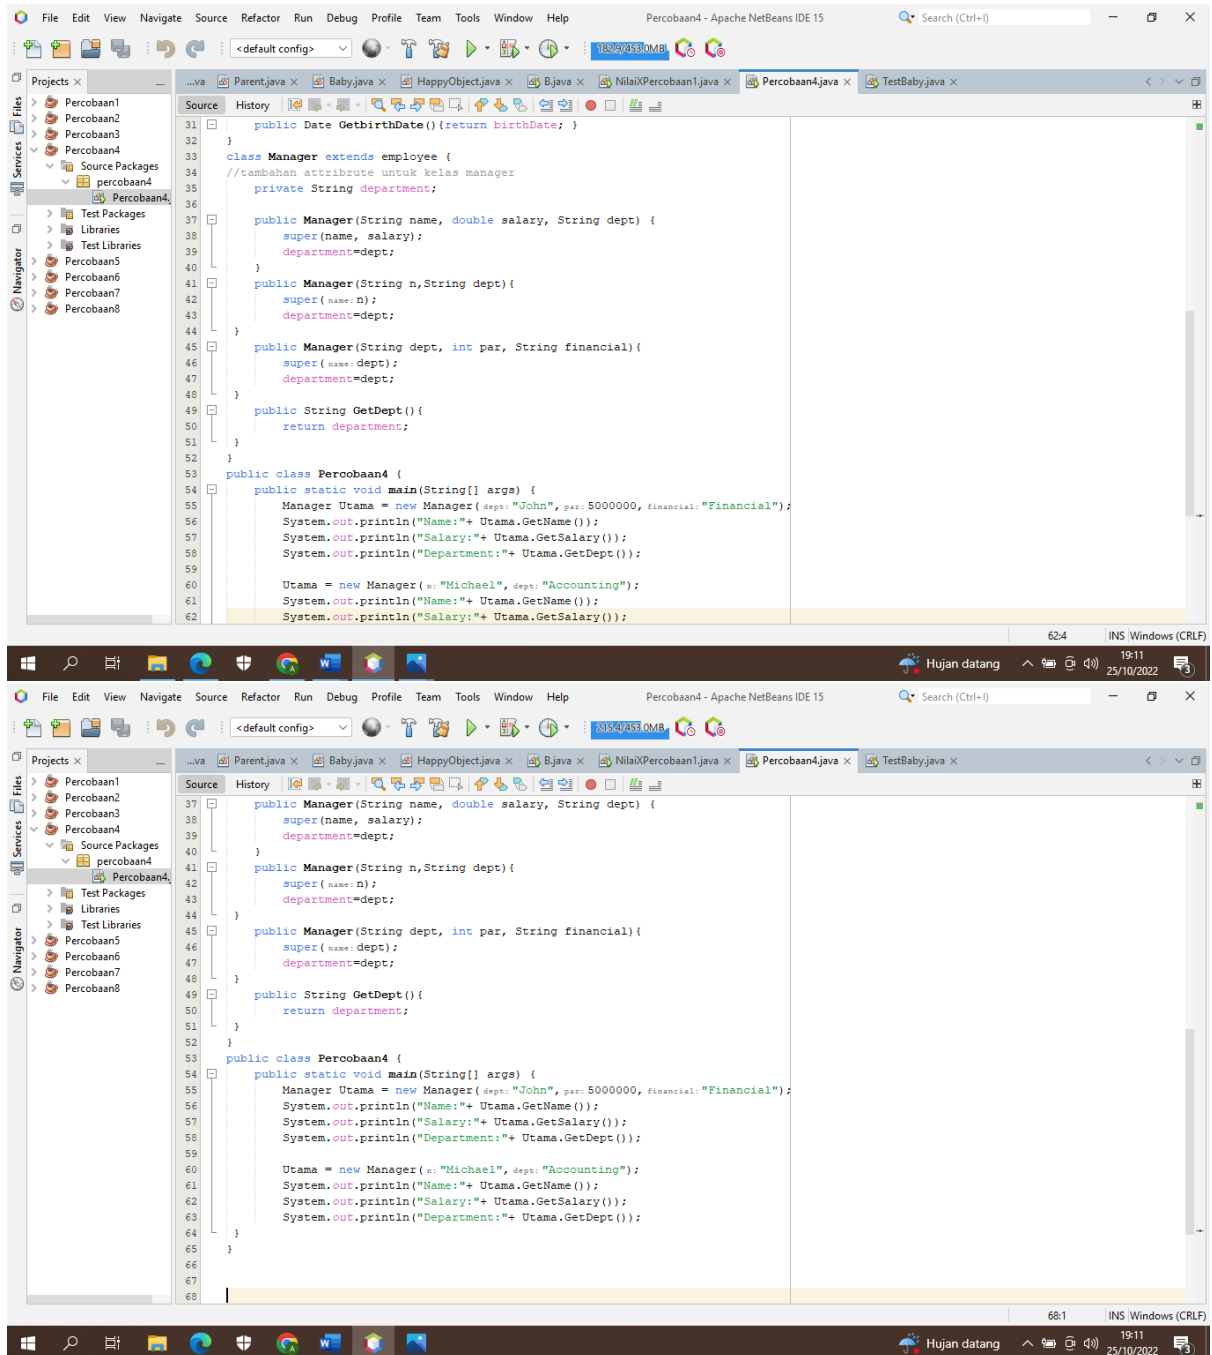 File Edit View Navigate Source Refactor Run Debug Profile Team Tools Window Help Percobaan4 - Apache NetBeans IDE 15 Search (Ctrl+I)
<default config> 182.9/453.0MB
Projects ...va Parent.java Baby.java HappyObject.java B.java NilaiXPercobaan1.java Percobaan4.java TestBaby.java
Files
Services
Navigator
Percobaan1
Percobaan2
Percobaan3
Percobaan4
Source Packages
percobaan4
Percobaan4.
Test Packages
Libraries
Test Libraries
Percobaan5
Percobaan6
Percobaan7
Percobaan8
Source History
31 public Date GetbirthDate(){return birthDate; }
32 }
33 class Manager extends employee {
34 //tambahan attribrute untuk kelas manager
35 private String department;
36
37 public Manager(String name, double salary, String dept) {
38 super(name, salary);
39 department=dept;
40 }
41 public Manager(String n,String dept){
42 super( name: n);
43 department=dept;
44 }
45 public Manager(String dept, int par, String financial){
46 super( name: dept);
47 department=dept;
48 }
49 public String GetDept(){
50 return department;
51 }
52 }
53 public class Percobaan4 {
54 public static void main(String[] args) {
55 Manager Utama = new Manager( dept: "John", par: 5000000, financial: "Financial");
56 System.out.println("Name:"+ Utama.GetName());
57 System.out.println("Salary:"+ Utama.GetSalary());
58 System.out.println("Department:"+ Utama.GetDept());
59
60 Utama = new Manager( n: "Michael", dept: "Accounting");
61 System.out.println("Name:"+ Utama.GetName());
62 System.out.println("Salary:"+ Utama.GetSalary());
62:4 INS Windows (CRLF)
Hujan datang 19:11
25/10/2022 3
File Edit View Navigate Source Refactor Run Debug Profile Team Tools Window Help Percobaan4 - Apache NetBeans IDE 15 Search (Ctrl+I)
<default config> 215.4/453.0MB
Projects ...va Parent.java Baby.java HappyObject.java B.java NilaiXPercobaan1.java Percobaan4.java TestBaby.java
Files
Services
Navigator
Percobaan1
Percobaan2
Percobaan3
Percobaan4
Source Packages
percobaan4
Percobaan4.
Test Packages
Libraries
Test Libraries
Percobaan5
Percobaan6
Percobaan7
Percobaan8
Source History
37 public Manager(String name, double salary, String dept) {
38 super(name, salary);
39 department=dept;
40 }
41 public Manager(String n,String dept){
42 super( name: n);
43 department=dept;
44 }
45 public Manager(String dept, int par, String financial){
46 super( name: dept);
47 department=dept;
48 }
49 public String GetDept(){
50 return department;
51 }
52 }
53 public class Percobaan4 {
54 public static void main(String[] args) {
55 Manager Utama = new Manager( dept: "John", par: 5000000, financial: "Financial");
56 System.out.println("Name:"+ Utama.GetName());
57 System.out.println("Salary:"+ Utama.GetSalary());
58 System.out.println("Department:"+ Utama.GetDept());
59
60 Utama = new Manager( n: "Michael", dept: "Accounting");
61 System.out.println("Name:"+ Utama.GetName());
62 System.out.println("Salary:"+ Utama.GetSalary());
63 System.out.println("Department:"+ Utama.GetDept());
64 }
65 }
66
67
68
68:1 INS Windows (CRLF)
Hujan datang 19:11
25/10/2022 3